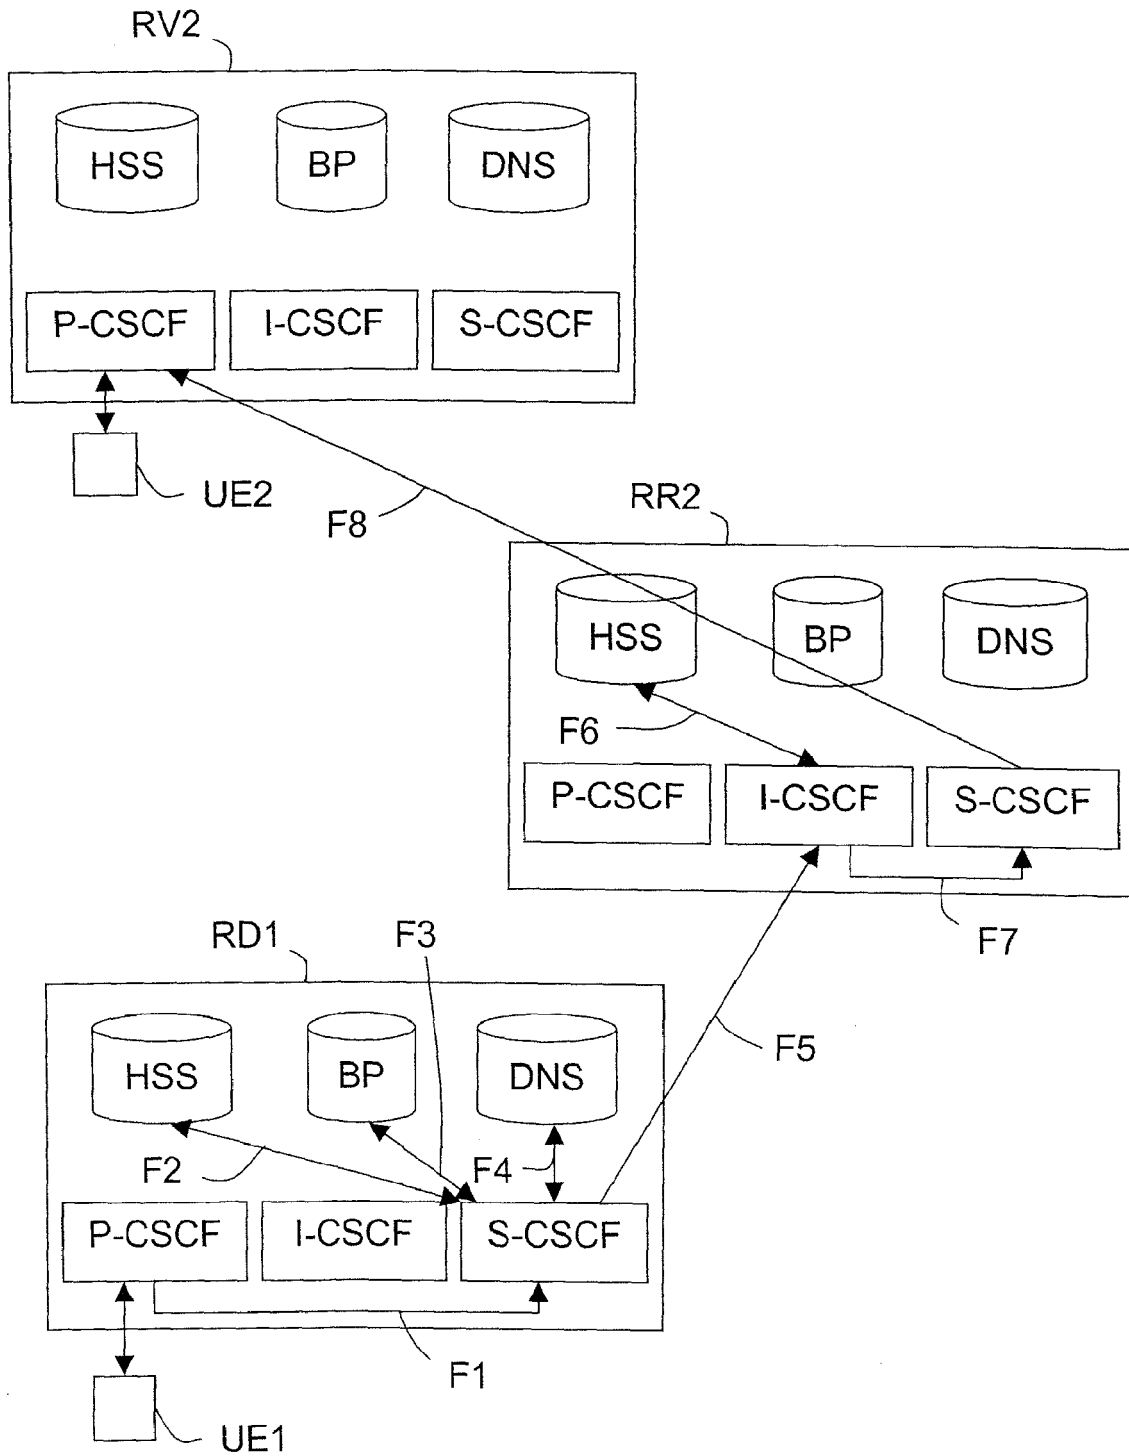 RV2
HSS
BP
DNS
P-CSCF
I-CSCF
S-CSCF
UE2
F8
RR2
HSS
BP
DNS
F6
P-CSCF
I-CSCF
S-CSCF
F7
RD1
F3
F5
HSS
BP
DNS
F2
F4
P-CSCF
I-CSCF
S-CSCF
F1
UE1